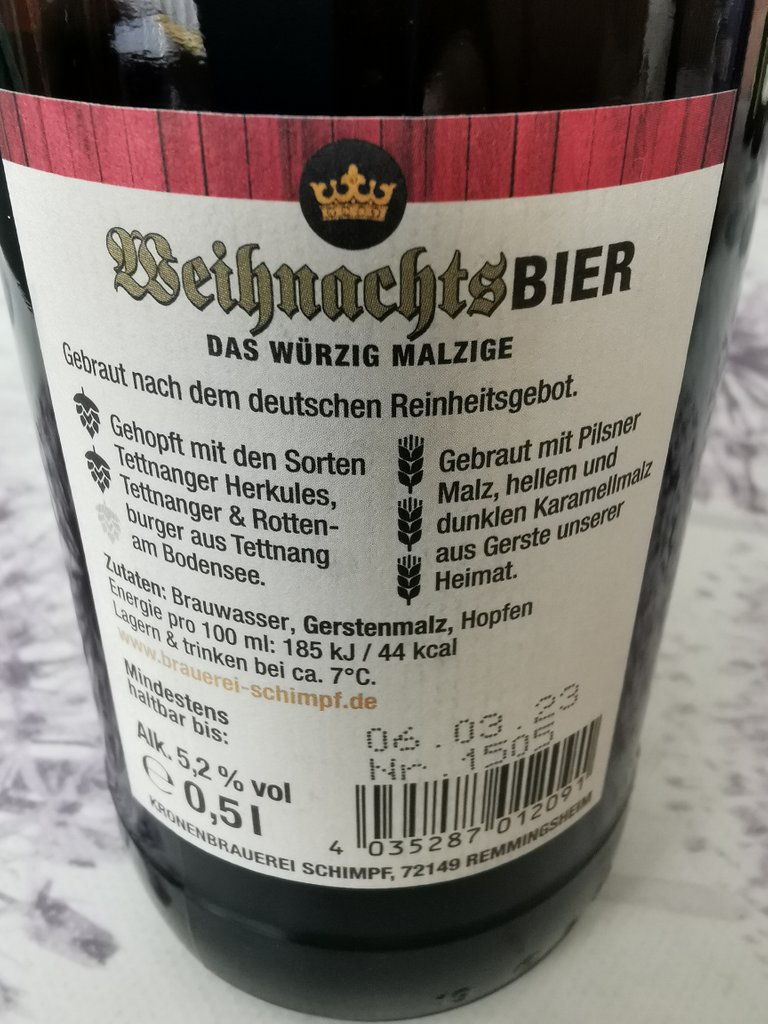 WeihnachtsBIER
DAS WÜRZIG MALZIGE
Gebraut nach dem deutschen Reinheitsgebot.
Gehopft mit den Sorten
Tettnanger Herkules,
Tettnanger & Rotten-
burger aus Tettnang
am Bodensee.
Gebraut mit Pilsner
Malz, hellem und
dunklen Karamellmalz
aus Gerste unserer
Heimat.
Zutaten: Brauwasser, Gerstenmalz, Hopfen
Energie pro 100 ml: 185 kJ / 44 kcal
Lagern & trinken bei ca. 7°C.
www.brauerei-schimpf.de
Mindestens
haltbar bis:
06.03.23
Nr.1505
Alk. 5,2 % vol
e 0,5 l
4 035287 012091
KRONENBRAUEREI SCHIMPF, 72149 REMMINGSHEIM